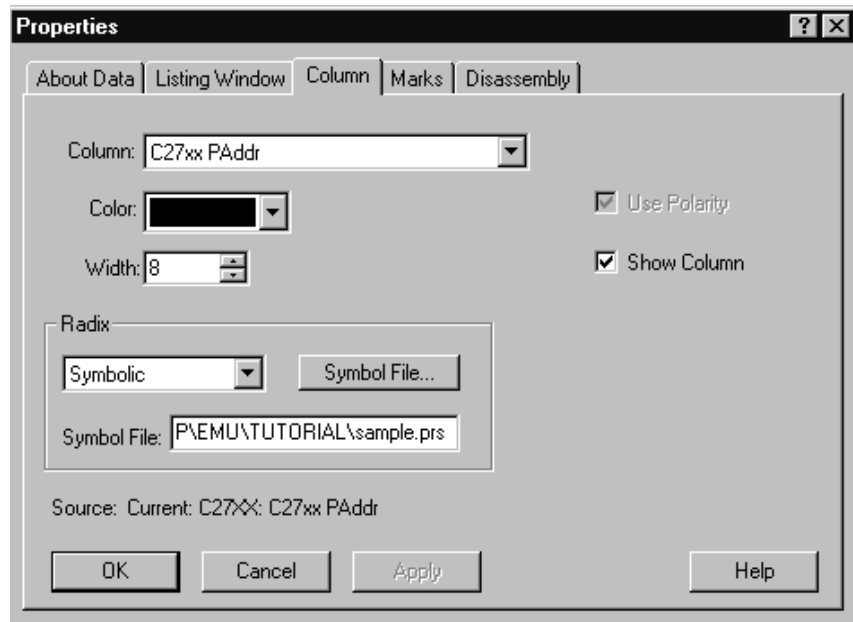 Properties
About Data Listing Window Column Marks Disassembly
Column: C27xx PAddr
Color:
Use Polarity
Width: 8
Show Column
Radix
Symbolic Symbol File...
Symbol File: P\EMU\TUTORIAL\sample.prs
Source: Current: C27XX: C27xx PAddr
OK Cancel Apply Help